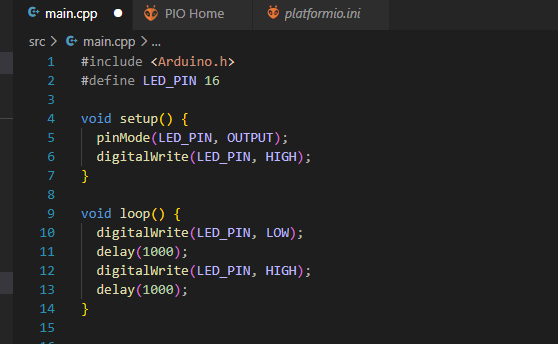 main.cpp PIO Home platformio.ini
src > main.cpp > ...
1 #include <Arduino.h>
2 #define LED_PIN 16
3
4 void setup() {
5   pinMode(LED_PIN, OUTPUT);
6   digitalWrite(LED_PIN, HIGH);
7 }
8
9 void loop() {
10   digitalWrite(LED_PIN, LOW);
11   delay(1000);
12   digitalWrite(LED_PIN, HIGH);
13   delay(1000);
14 }
15
16